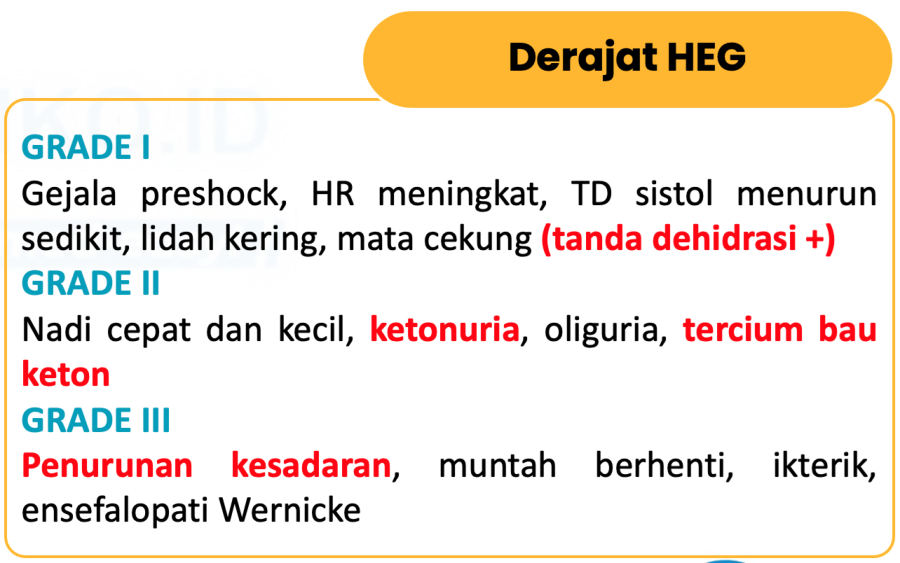 Derajat HEG
GRADE I
Gejala preshock, HR meningkat, TD sistol menurun
sedikit, lidah kering, mata cekung (tanda dehidrasi +)
GRADE II
Nadi cepat dan kecil, ketonuria, oliguria, tercium bau
keton
GRADE III
Penurunan kesadaran, muntah berhenti, ikterik,
ensefalopati Wernicke